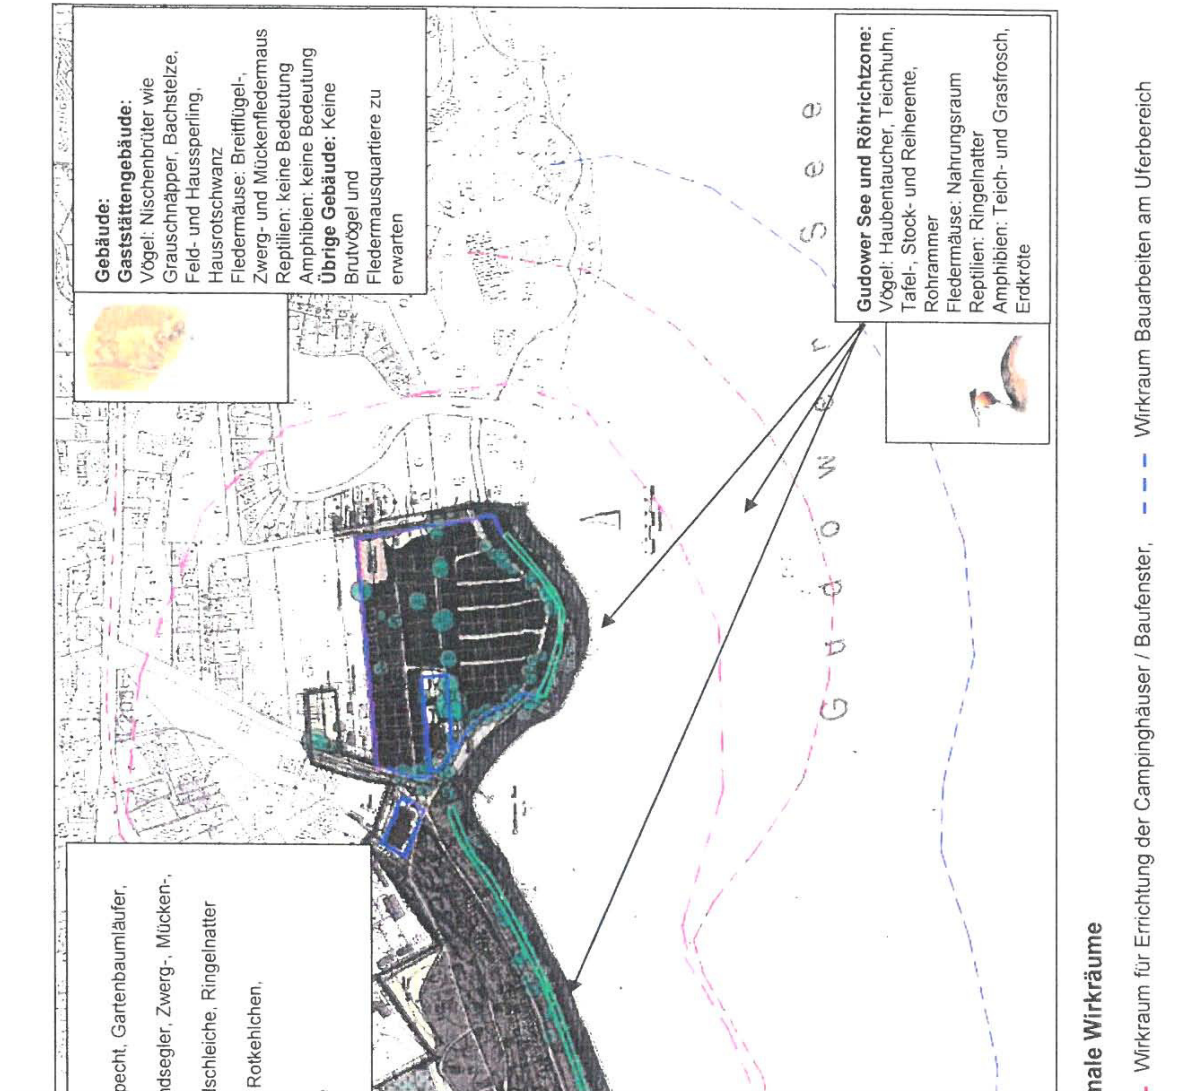 Gebäude:
Gaststättengebäude:
Vögel: Nischenbrüter wie
Grauschnäpper, Bachstelze,
Feld- und Haussperling,
Hausrotschwanz
Fledermäuse: Breitflügel-,
Zwerg- und Mückenfledermaus
Reptilien: keine Bedeutung
Amphibien: keine Bedeutung
Übrige Gebäude: Keine
Brutvögel und
Fledermausquartiere zu
erwarten
Gudower See und Röhrichtzone:
Vögel: Haubentaucher, Teichhuhn,
Tafel-, Stock- und Reiherente,
Rohrammer
Fledermäuse: Nahrungsraum
Reptilien: Ringelnatter
Amphibien: Teich- und Grasfrosch,
Erdkröte
Gudower See
pecht, Gartenbaumläufer,
ndsegler, Zwerg-, Mücken-,
dschleiche, Ringelnatter
Rotkehlchen,
nale Wirkräume
Wirkraum für Errichtung der Campinghäuser / Baufenster,
Wirkraum Bauarbeiten am Uferbereich